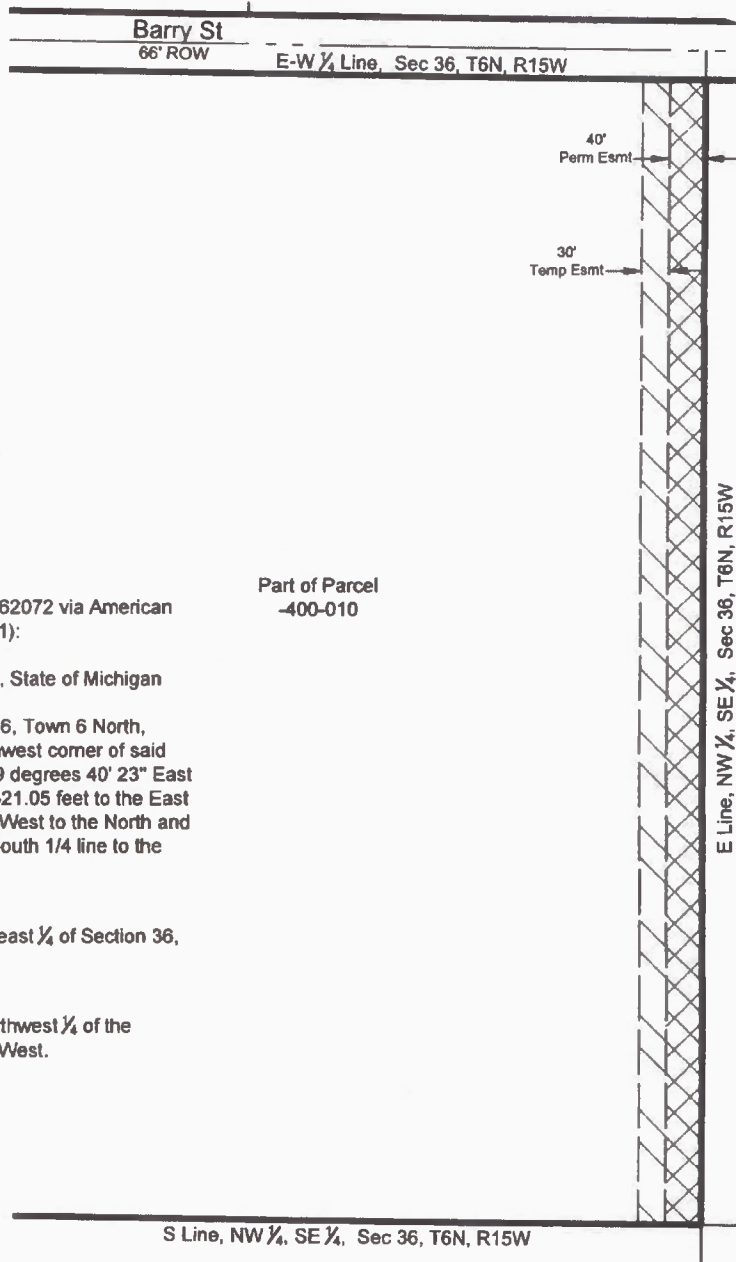 Barry St
66' ROW
E-W ¼ Line, Sec 36, T6N, R15W
40'
Perm Esmt
30'
Temp Esmt
Part of Parcel
-400-010
62072 via American
1):
, State of Michigan
6, Town 6 North,
west corner of said
9 degrees 40' 23" East
21.05 feet to the East
West to the North and
outh 1/4 line to the
east ¼ of Section 36,
thwest ¼ of the
West.
E Line, NW ¼, SE ¼, Sec 36, T6N, R15W
S Line, NW ¼, SE ¼, Sec 36, T6N, R15W